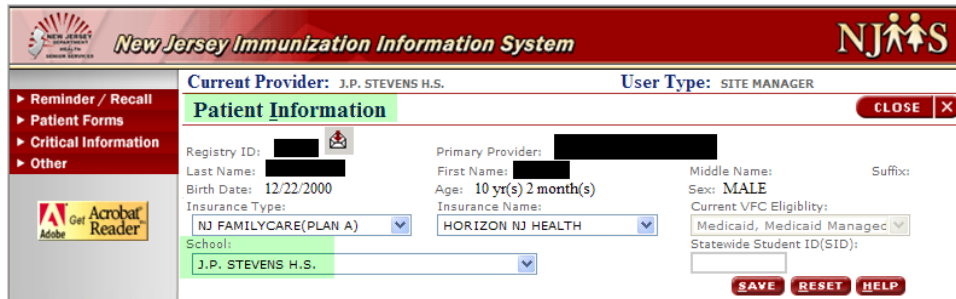 NEW JERSEY
DEPARTMENT
HEALTH
SENIOR SERVICES
New Jersey Immunization Information System
NJIIS
Current Provider: J.P. STEVENS H.S. User Type: SITE MANAGER
Reminder / Recall
Patient Forms
Critical Information
Other
Get Acrobat Reader
Adobe
Patient Information
CLOSE X
Registry ID: Primary Provider:
Last Name: First Name: Middle Name: Suffix:
Birth Date: 12/22/2000 Age: 10 yr(s) 2 month(s) Sex: MALE
Insurance Type: Insurance Name: Current VFC Eligiblity:
NJ FAMILYCARE(PLAN A) HORIZON NJ HEALTH Medicaid, Medicaid Managed
School: Statewide Student ID(SID):
J.P. STEVENS H.S.
SAVE RESET HELP